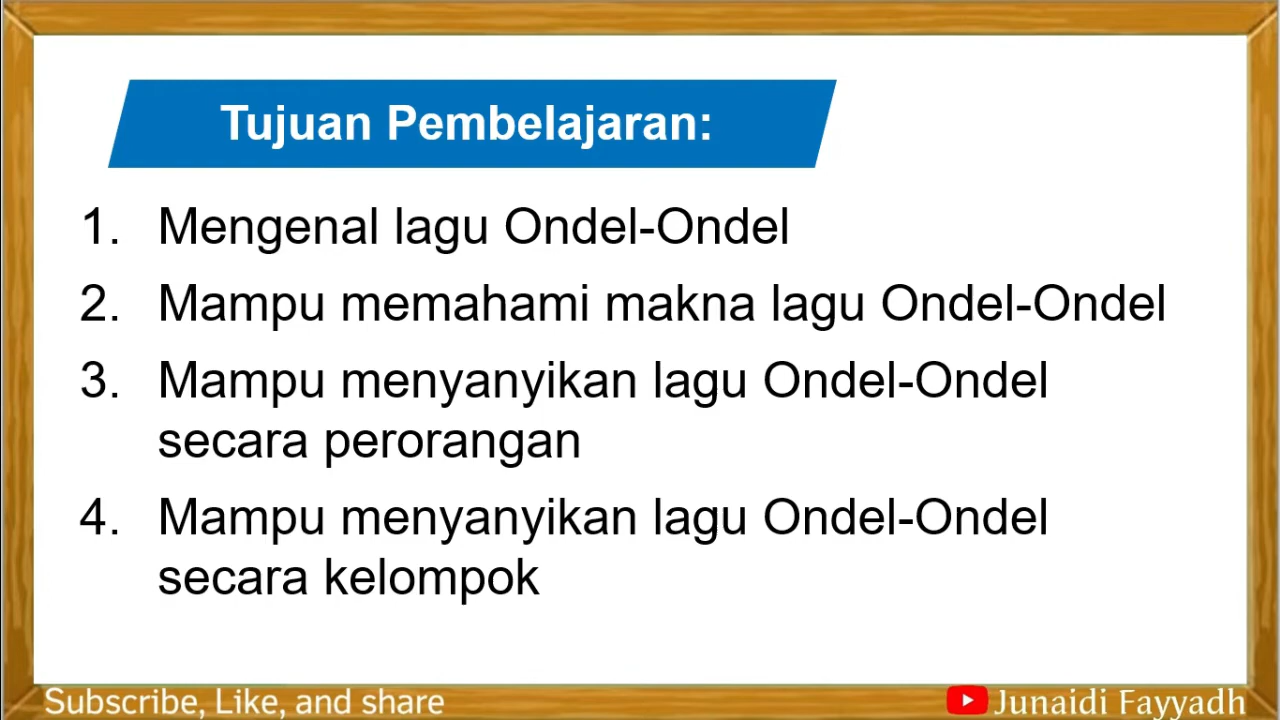 Tujuan Pembelajaran:
1. Mengenal lagu Ondel-Ondel
2. Mampu memahami makna lagu Ondel-Ondel
3. Mampu menyanyikan lagu Ondel-Ondel
secara perorangan
4. Mampu menyanyikan lagu Ondel-Ondel
secara kelompok
Subscribe, Like, and share
Junaidi Fayyadh